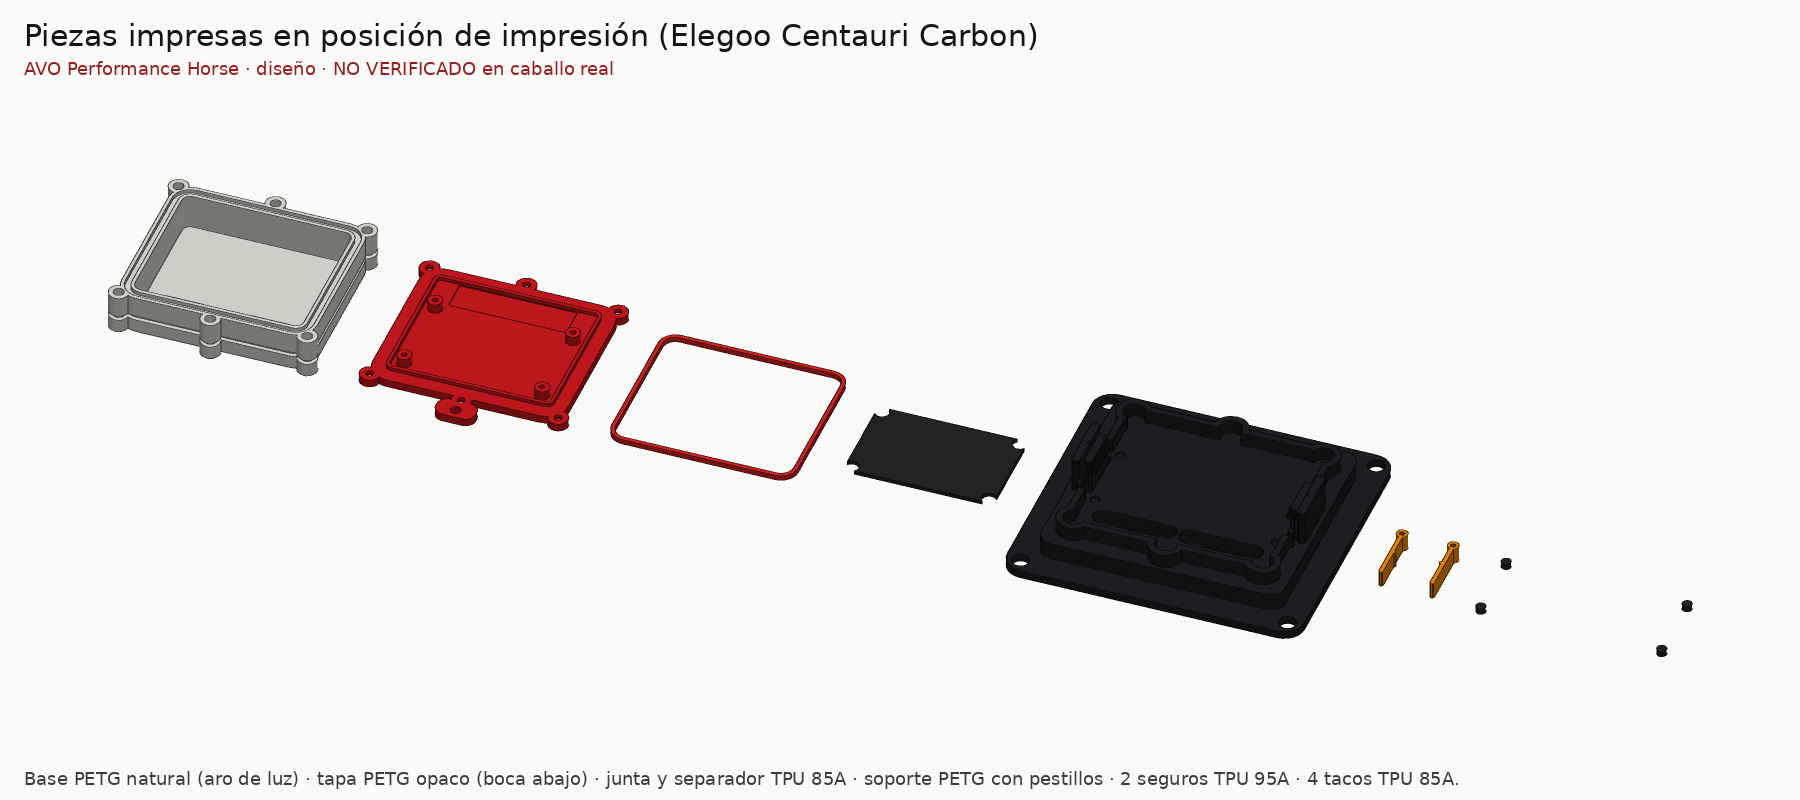 Piezas impresas en posición de impresión (Elegoo Centauri Carbon)
AVO Performance Horse · diseño · NO VERIFICADO en caballo real
Base PETG natural (aro de luz) · tapa PETG opaco (boca abajo) · junta y separador TPU 85A · soporte PETG con pestillos · 2 seguros TPU 95A · 4 tacos TPU 85A.